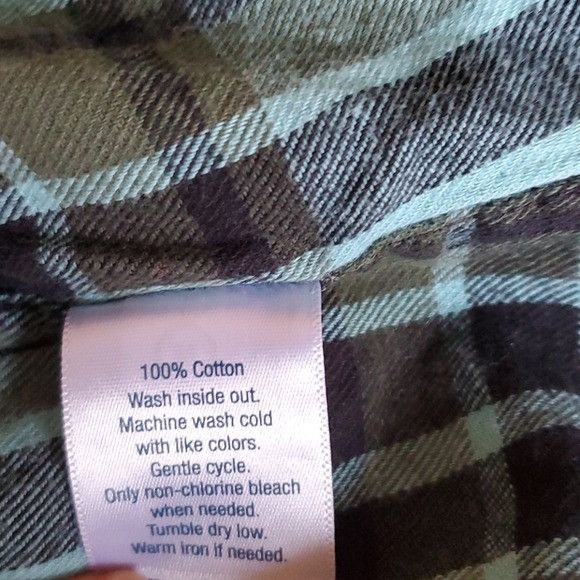 100% Cotton
Wash inside out.
Machine wash cold
with like colors.
Gentle cycle.
Only non-chlorine bleach
when needed.
Tumble dry low.
Warm iron if needed.